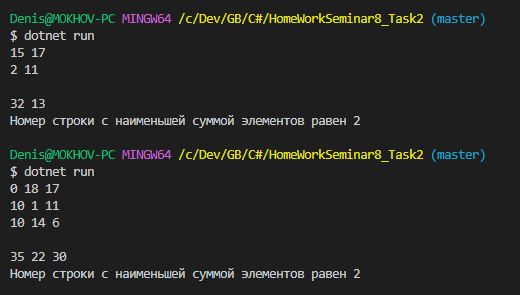 Denis@MOKHOV-PC MINGW64 /c/Dev/GB/C#/HomeWorkSeminar8_Task2 (master)
$ dotnet run
15 17
2 11
32 13
Номер строки с наименьшей суммой элементов равен 2
Denis@MOKHOV-PC MINGW64 /c/Dev/GB/C#/HomeWorkSeminar8_Task2 (master)
$ dotnet run
0 18 17
10 1 11
10 14 6
35 22 30
Номер строки с наименьшей суммой элементов равен 2